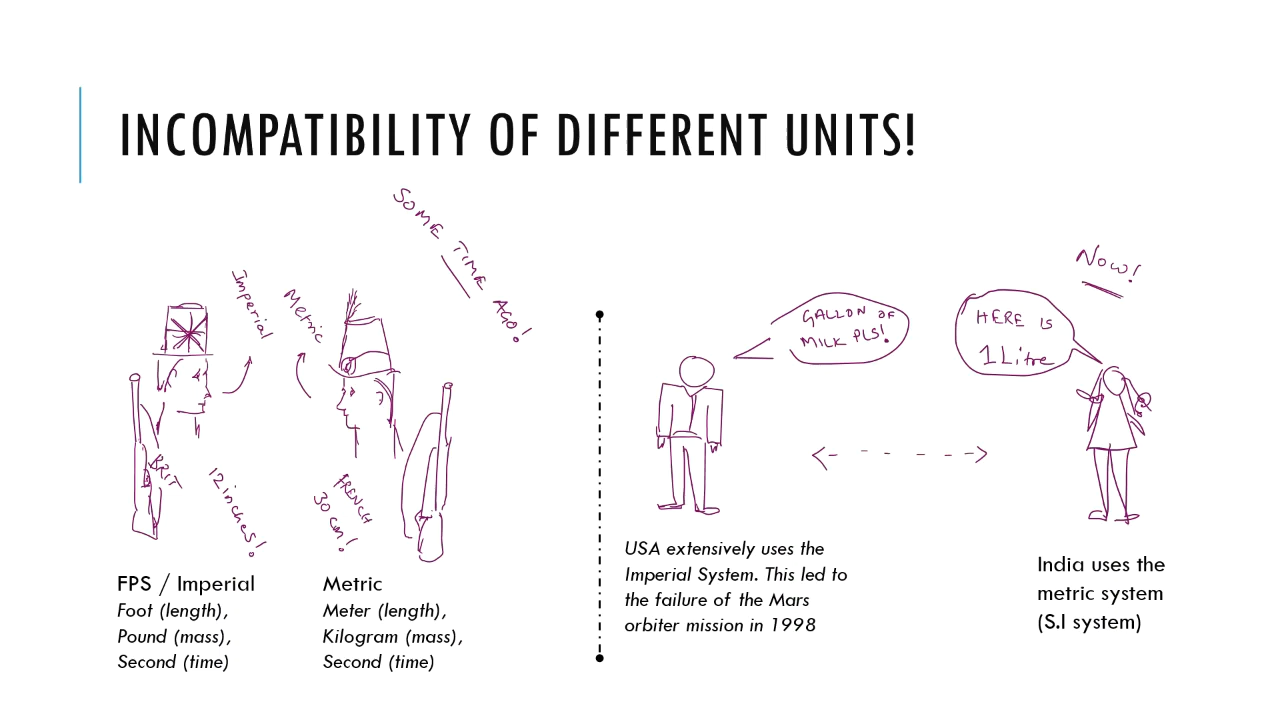 INCOMPATIBILITY OF DIFFERENT UNITS!
SOME TIME AGO!
Imperial
Metric
BRIT
12 inches!
FRENCH
30 cm!
FPS / Imperial
Foot (length),
Pound (mass),
Second (time)
Metric
Meter (length),
Kilogram (mass),
Second (time)
NOW!
GALLON OF
MILK PLS!
HERE IS
1 Litre
USA extensively uses the
Imperial System. This led to
the failure of the Mars
orbiter mission in 1998
India uses the
metric system
(S.I system)